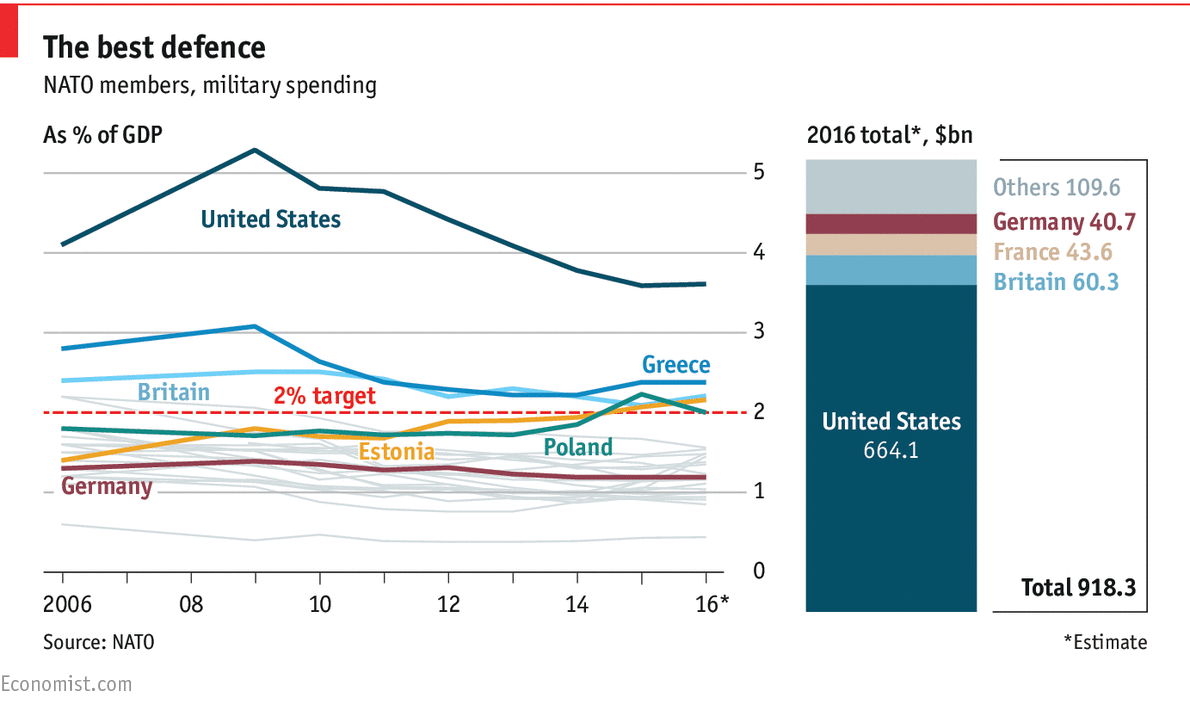 The best defence
NATO members, military spending
As % of GDP
5
4
3
2
1
0
United States
Greece
Britain
2% target
Estonia
Poland
Germany
2006 08 10 12 14 16*
Source: NATO
2016 total*, $bn
Others 109.6
Germany 40.7
France 43.6
Britain 60.3
United States
664.1
Total 918.3
*Estimate
Economist.com